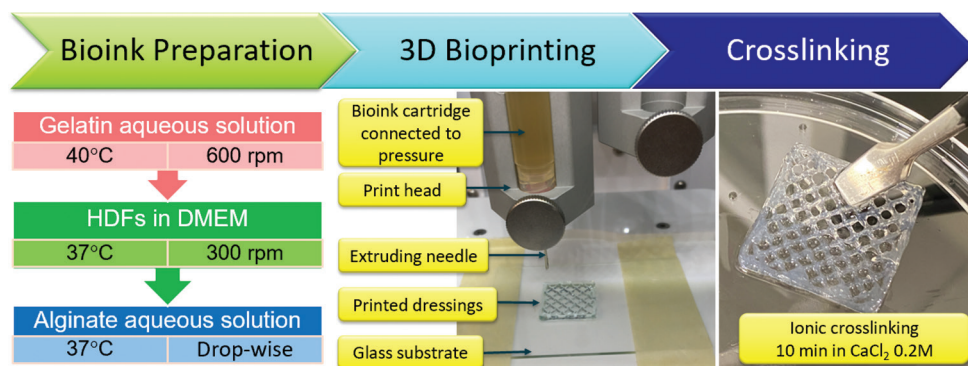 Bioink Preparation
3D Bioprinting
Crosslinking
Gelatin aqueous solution
40°C
600 rpm
HDFs in DMEM
37°C
300 rpm
Alginate aqueous solution
37°C
Drop-wise
Bioink cartridge
connected to
pressure
Print head
Extruding needle
Printed dressings
Glass substrate
Ionic crosslinking
10 min in CaCl₂ 0.2M